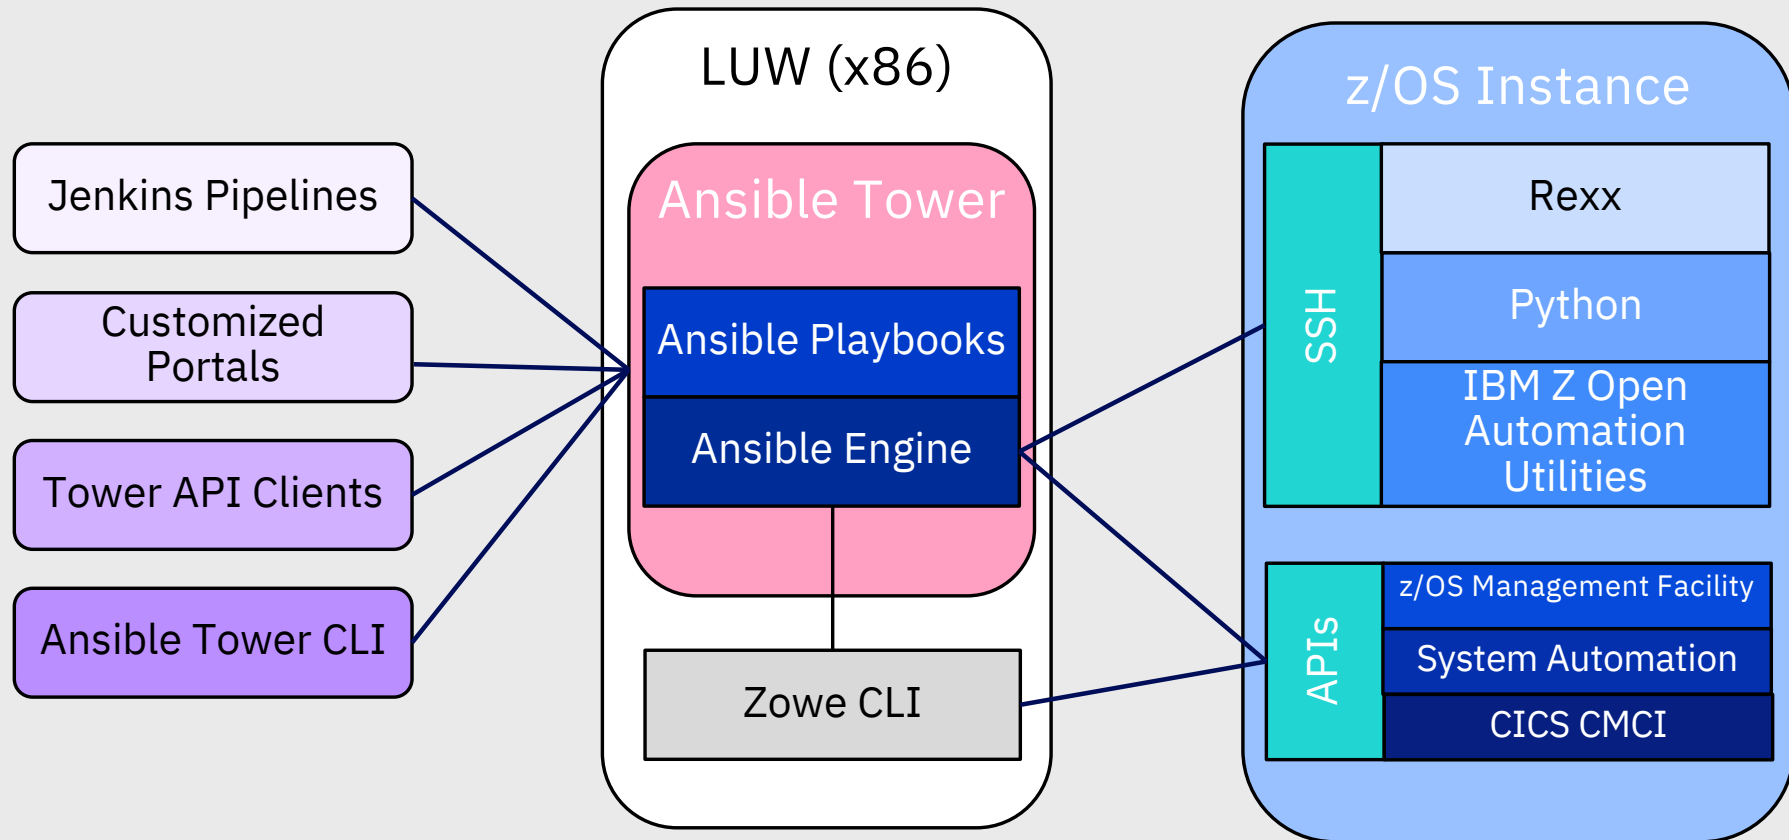 Jenkins Pipelines
Customized
Portals
Tower API Clients
Ansible Tower CLI
LUW (x86)
Ansible Tower
Ansible Playbooks
Ansible Engine
Zowe CLI
z/OS Instance
SSH
Rexx
Python
IBM Z Open
Automation
Utilities
APIs
z/OS Management Facility
System Automation
CICS CMCI